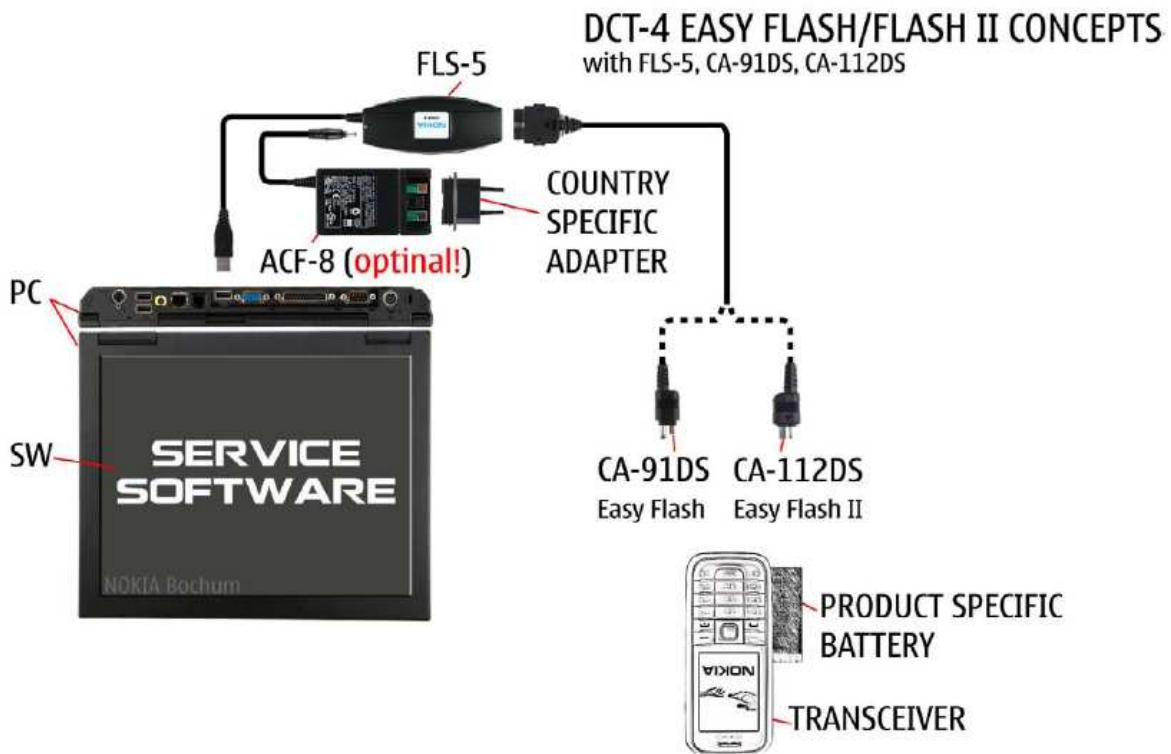 DCT-4 EASY FLASH/FLASH II CONCEPTS
with FLS-5, CA-91DS, CA-112DS
FLS-5
NOKIA
COUNTRY
SPECIFIC
ADAPTER
ACF-8 (optinal!)
PC
SW
SERVICE
SOFTWARE
NOKIA Bochum
CA-91DS
Easy Flash
CA-112DS
Easy Flash II
PRODUCT SPECIFIC
BATTERY
NOKIA
TRANSCEIVER